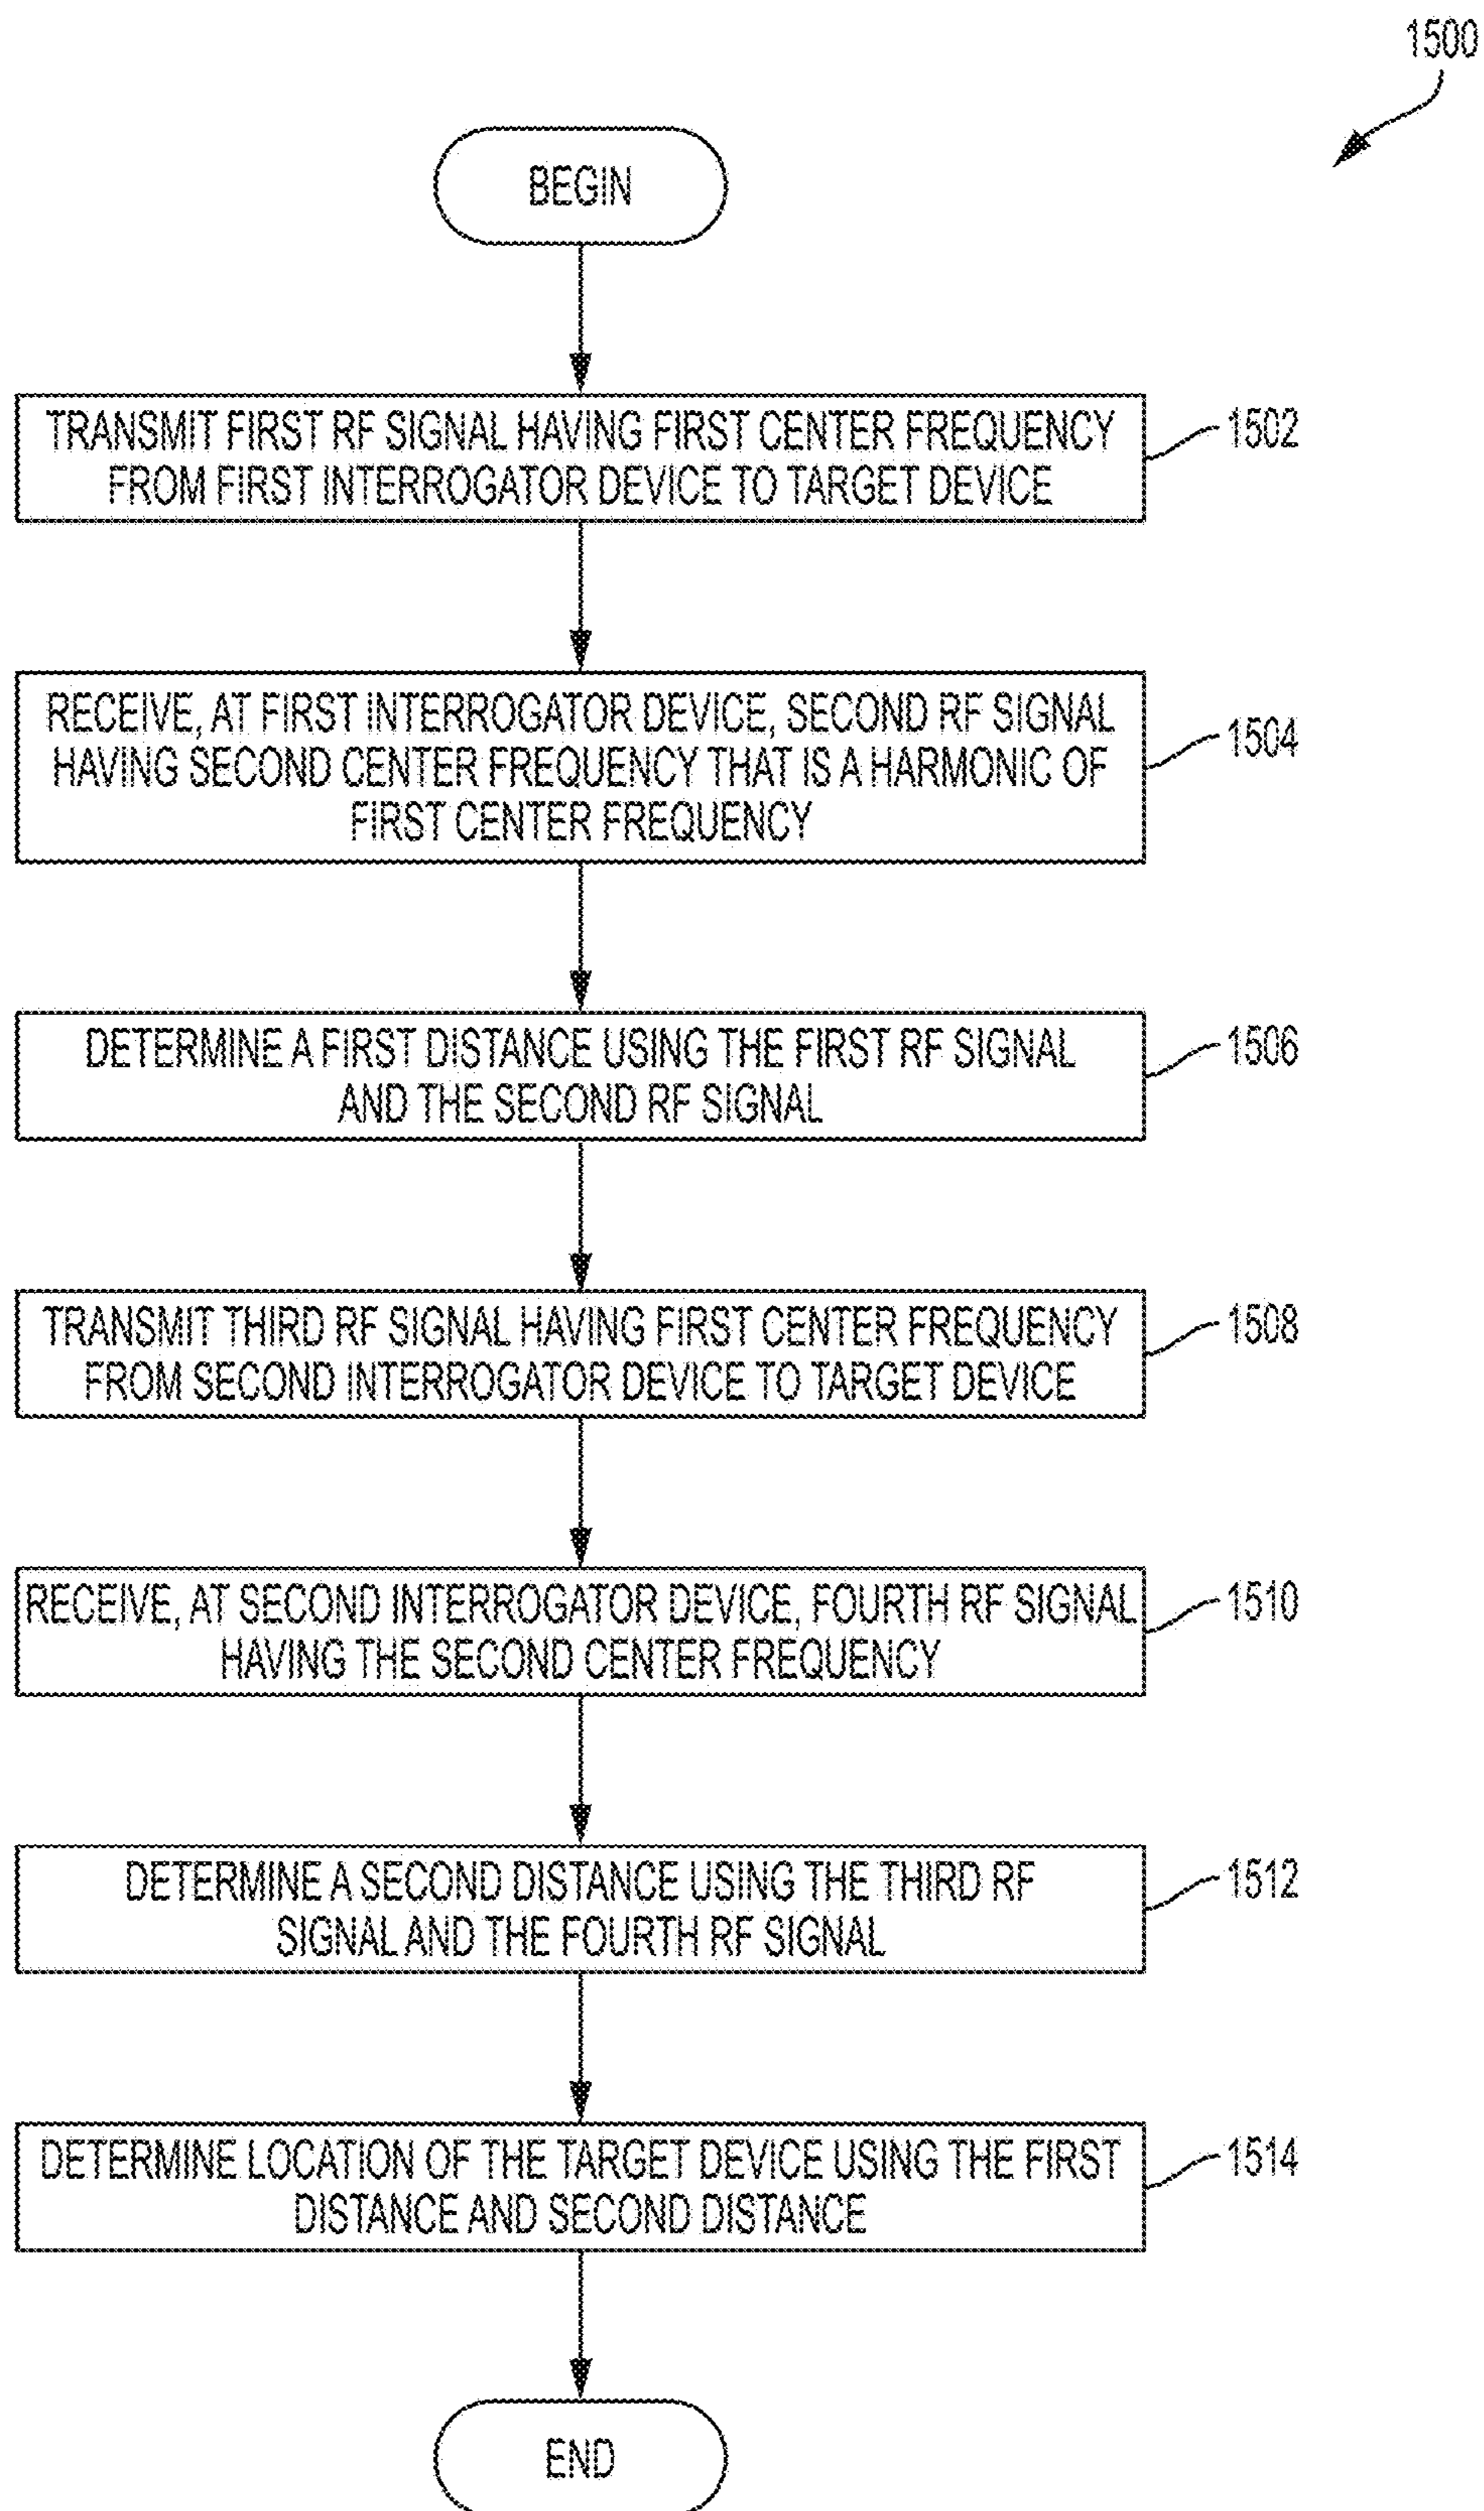 1500
BEGIN
TRANSMIT FIRST RF SIGNAL HAVING FIRST CENTER FREQUENCY
FROM FIRST INTERROGATOR DEVICE TO TARGET DEVICE
1502
RECEIVE, AT FIRST INTERROGATOR DEVICE, SECOND RF SIGNAL
HAVING SECOND CENTER FREQUENCY THAT IS A HARMONIC OF
FIRST CENTER FREQUENCY
1504
DETERMINE A FIRST DISTANCE USING THE FIRST RF SIGNAL
AND THE SECOND RF SIGNAL
1506
TRANSMIT THIRD RF SIGNAL HAVING FIRST CENTER FREQUENCY
FROM SECOND INTERROGATOR DEVICE TO TARGET DEVICE
1508
RECEIVE, AT SECOND INTERROGATOR DEVICE, FOURTH RF SIGNAL
HAVING THE SECOND CENTER FREQUENCY
1510
DETERMINE A SECOND DISTANCE USING THE THIRD RF
SIGNAL AND THE FOURTH RF SIGNAL
1512
DETERMINE LOCATION OF THE TARGET DEVICE USING THE FIRST
DISTANCE AND SECOND DISTANCE
1514
END